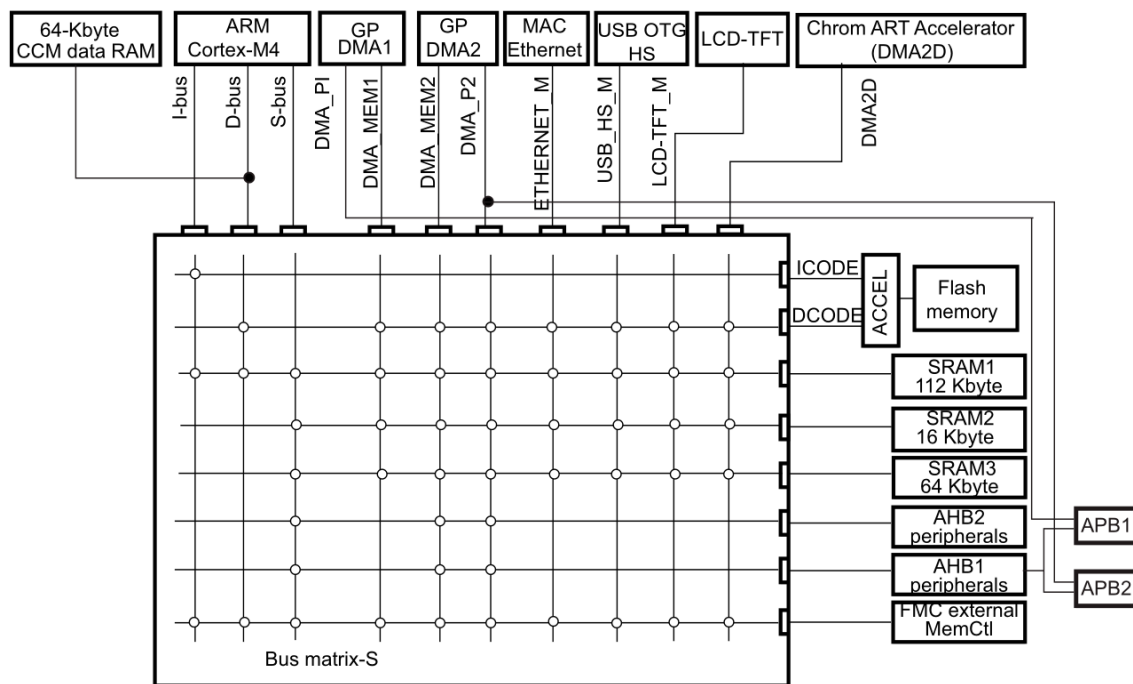 64-Kbyte
CCM data RAM
ARM
Cortex-M4
GP
DMA1
GP
DMA2
MAC
Ethernet
USB OTG
HS
LCD-TFT
Chrom ART Accelerator
(DMA2D)
I-bus
D-bus
S-bus
DMA_PI
DMA_MEM1
DMA_MEM2
DMA_P2
ETHERNET_M
USB_HS_M
LCD-TFT_M
DMA2D
ICODE
DCODE
ACCEL
Flash
memory
SRAM1
112 Kbyte
SRAM2
16 Kbyte
SRAM3
64 Kbyte
AHB2
peripherals
AHB1
peripherals
FMC external
MemCtl
APB1
APB2
Bus matrix-S